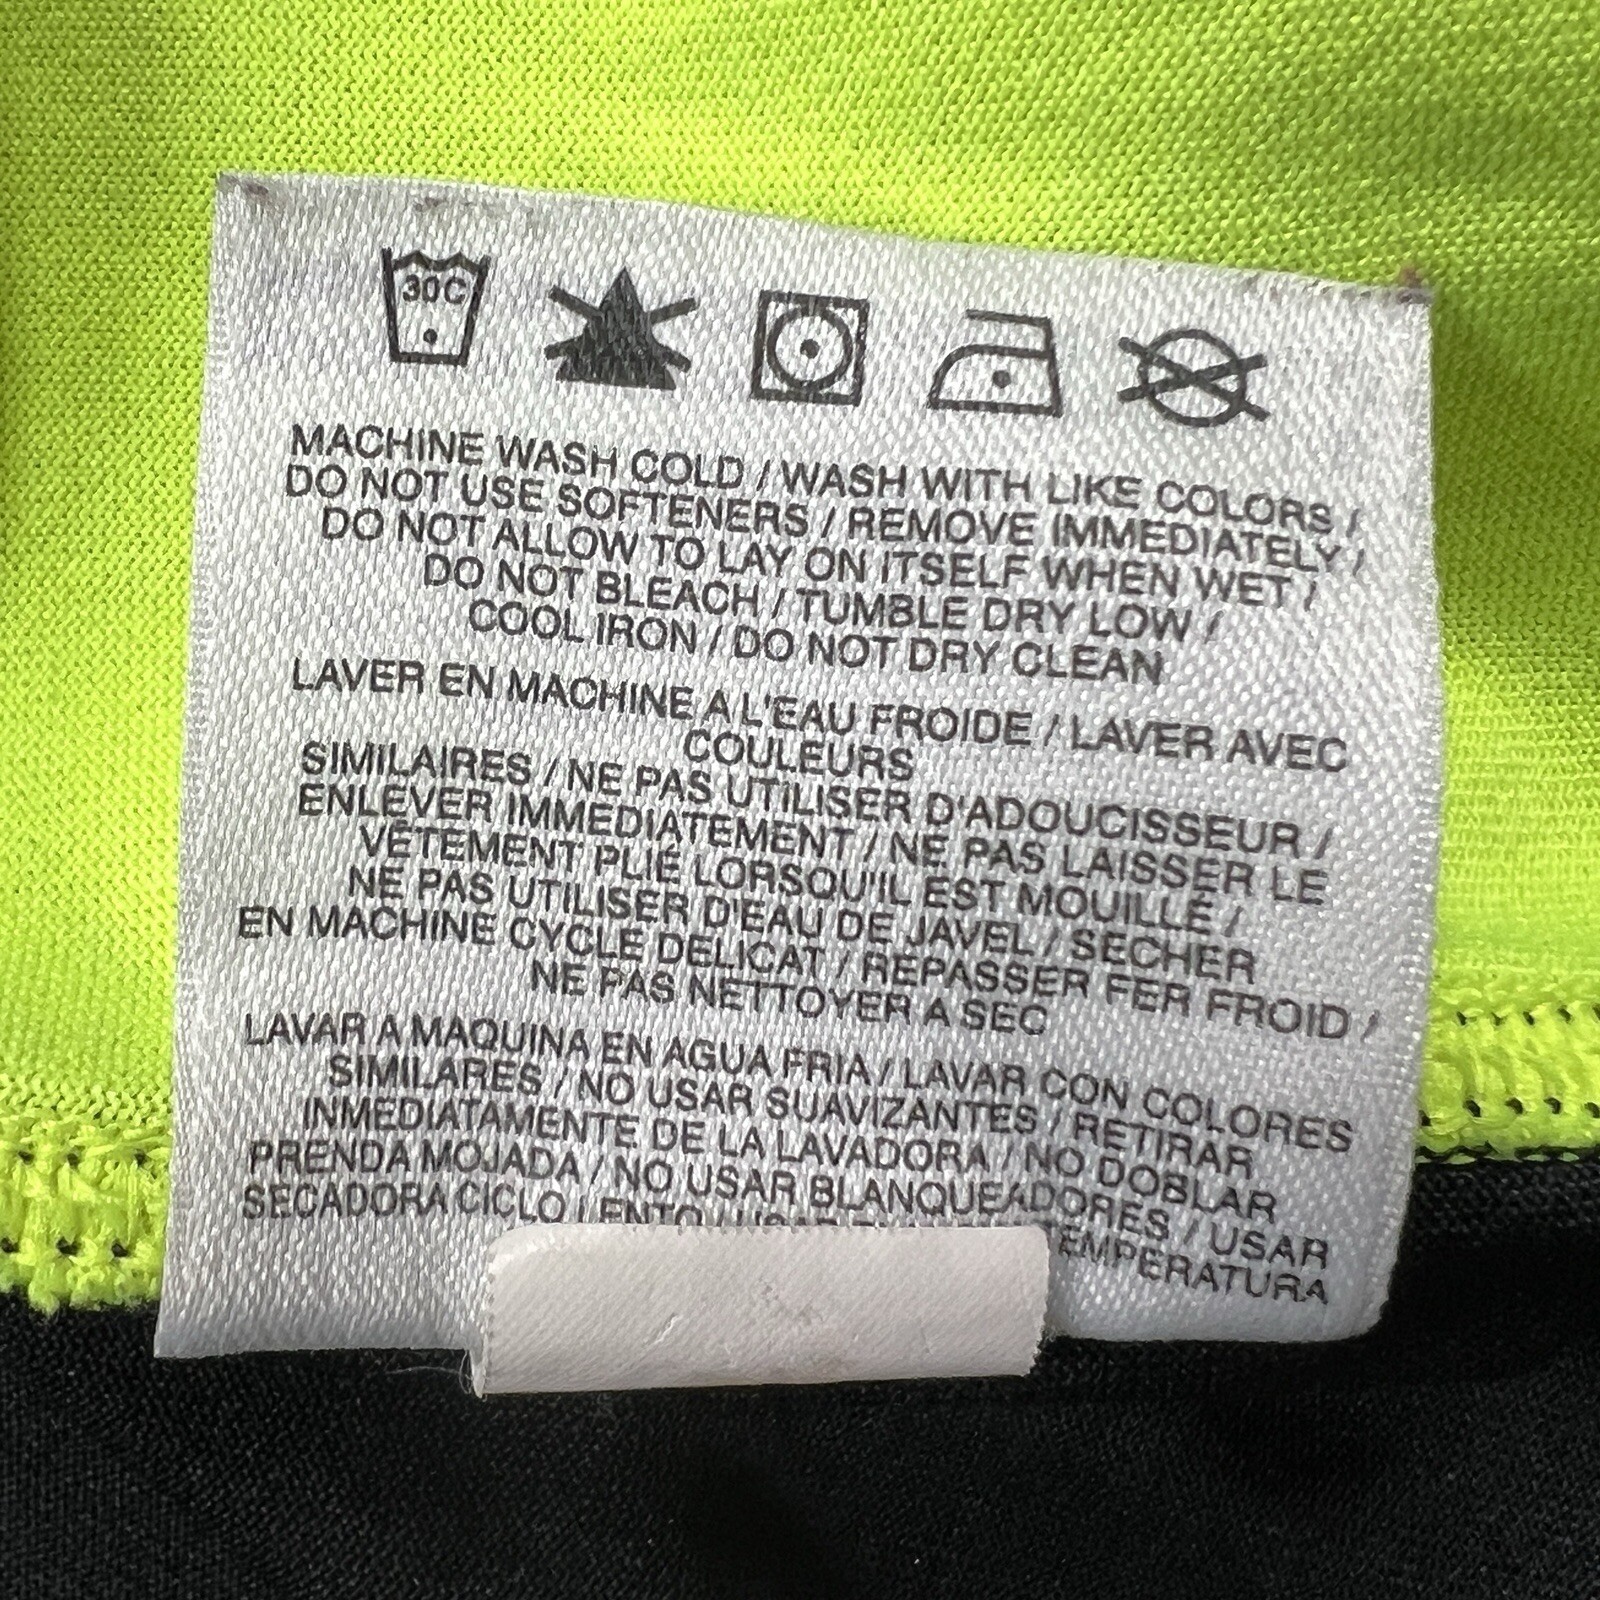 30C
MACHINE WASH COLD / WASH WITH LIKE COLORS /
DO NOT USE SOFTENERS / REMOVE IMMEDIATELY /
DO NOT ALLOW TO LAY ON ITSELF WHEN WET /
DO NOT BLEACH / TUMBLE DRY LOW /
COOL IRON / DO NOT DRY CLEAN
LAVER EN MACHINE A L'EAU FROIDE / LAVER AVEC
COULEURS
SIMILAIRES / NE PAS UTILISER D'ADOUCISSEUR /
ENLEVER IMMEDIATEMENT / NE PAS LAISSER LE
VÊTEMENT PLIÉ LORSQU'IL EST MOUILLÉ /
NE PAS UTILISER D'EAU DE JAVEL / SECHER
EN MACHINE CYCLE DELICAT / REPASSER FER FROID /
NE PAS NETTOYER A SEC
LAVAR A MAQUINA EN AGUA FRIA / LAVAR CON COLORES
SIMILARES / NO USAR SUAVIZANTES / RETIRAR
INMEDIATAMENTE DE LA LAVADORA / NO DOBLAR
PRENDA MOJADA / NO USAR BLANQUEADORES / USAR
SECADORA CICLO LENTO / USAR TEMPERATURA